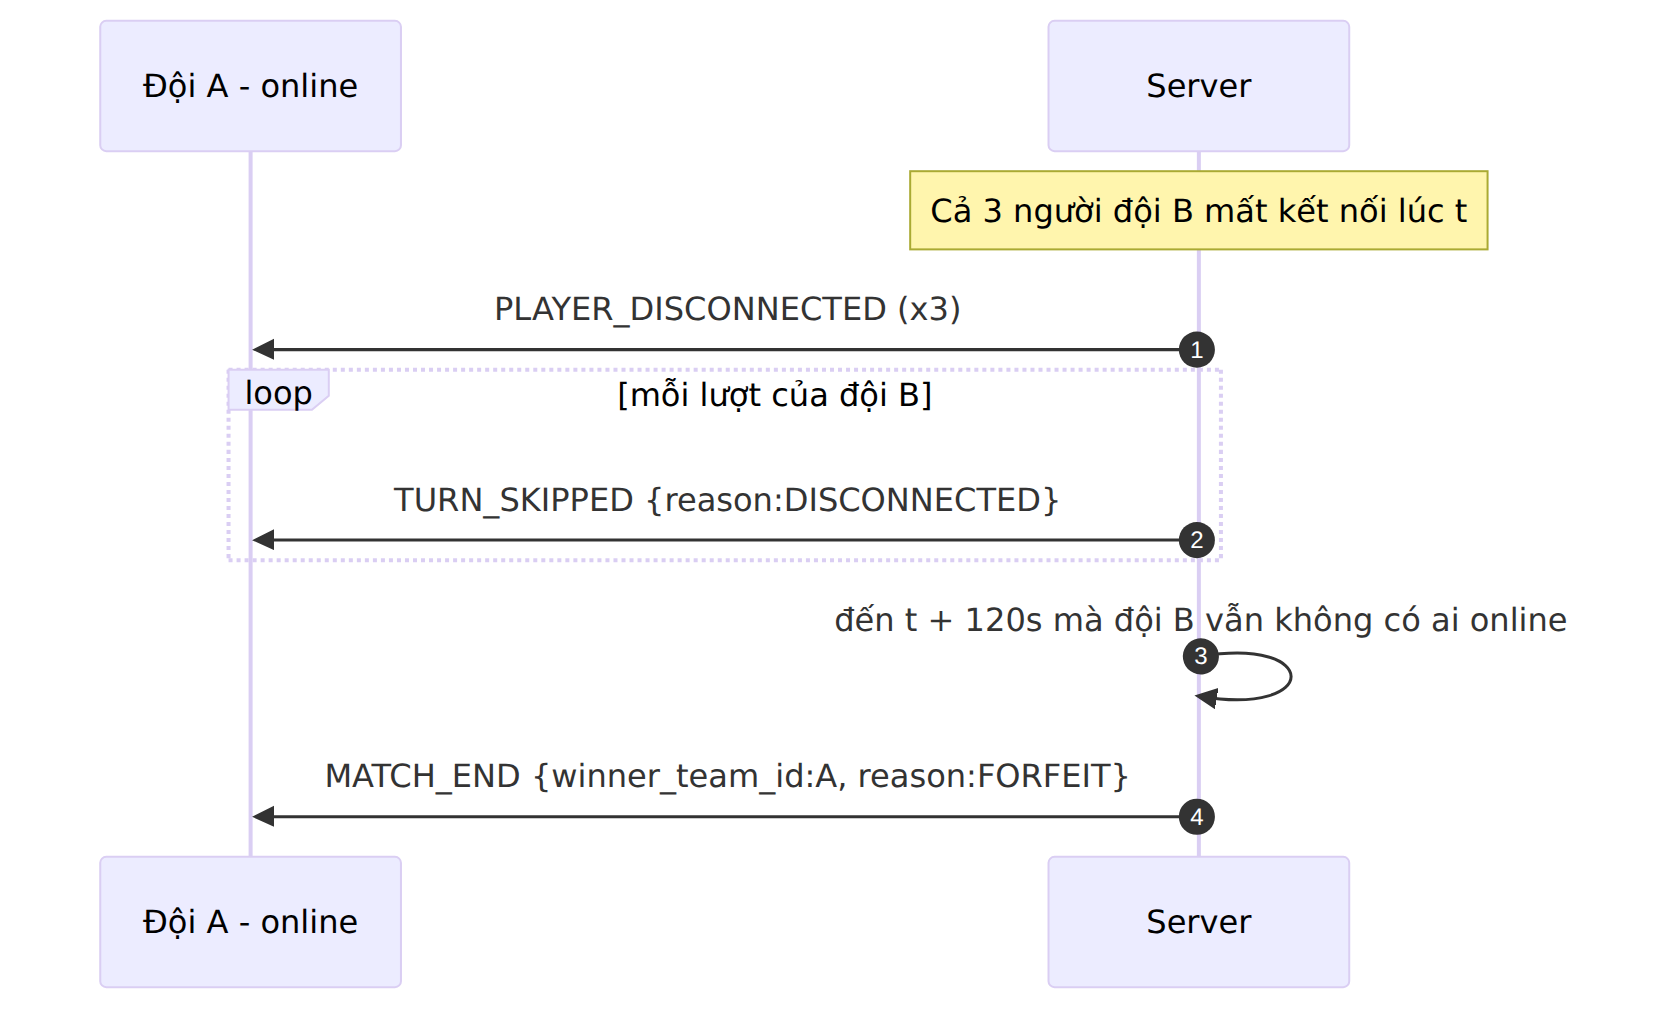 Đội A - online
Server
Cả 3 người đội B mất kết nối lúc t
PLAYER_DISCONNECTED (x3)
1
loop
[mỗi lượt của đội B]
TURN_SKIPPED {reason:DISCONNECTED}
2
đến t + 120s mà đội B vẫn không có ai online
3
MATCH_END {winner_team_id:A, reason:FORFEIT}
4
Đội A - online
Server